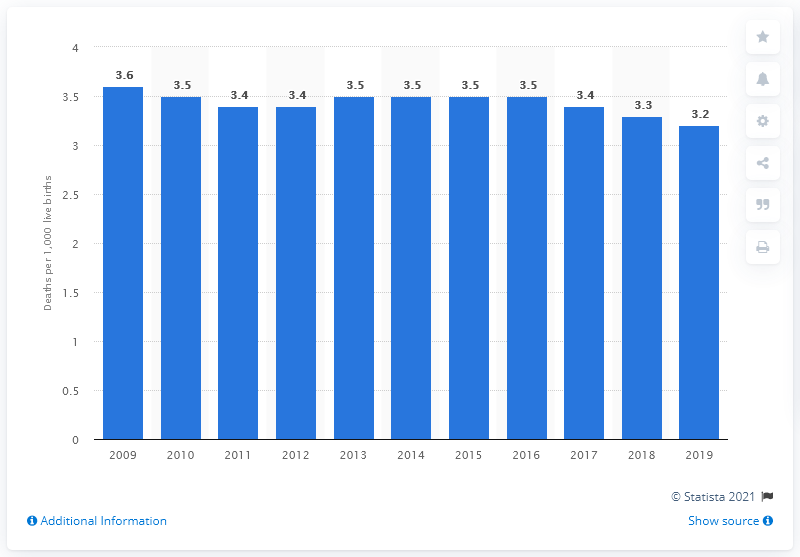 4
3.5
3
2.5
2
1.5
1
0.5
0
Deaths per 1,000 live births
3.6 3.5 3.4 3.4 3.5 3.5 3.5 3.5 3.4 3.3 3.2
2009 2010 2011 2012 2013 2014 2015 2016 2017 2018 2019
© Statista 2021
Additional Information Show source